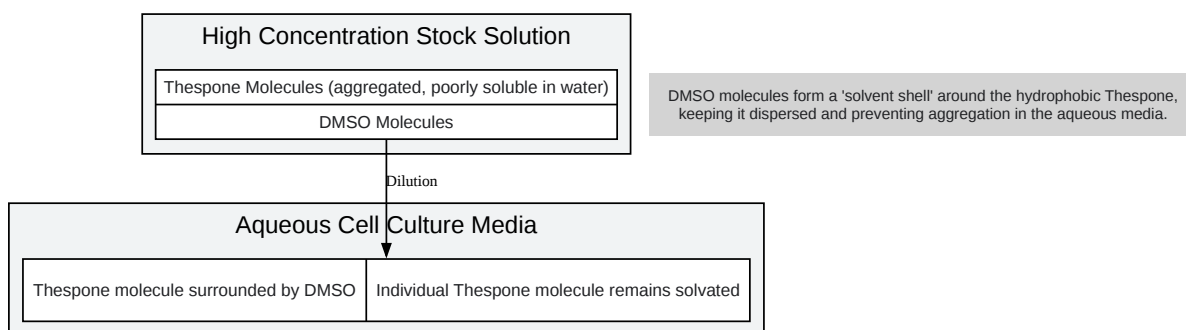 High Concentration Stock Solution
Thespone Molecules (aggregated, poorly soluble in water)
DMSO Molecules
DMSO molecules form a 'solvent shell' around the hydrophobic Thespone,
keeping it dispersed and preventing aggregation in the aqueous media.
Dilution
Aqueous Cell Culture Media
Thespone molecule surrounded by DMSO
Individual Thespone molecule remains solvated